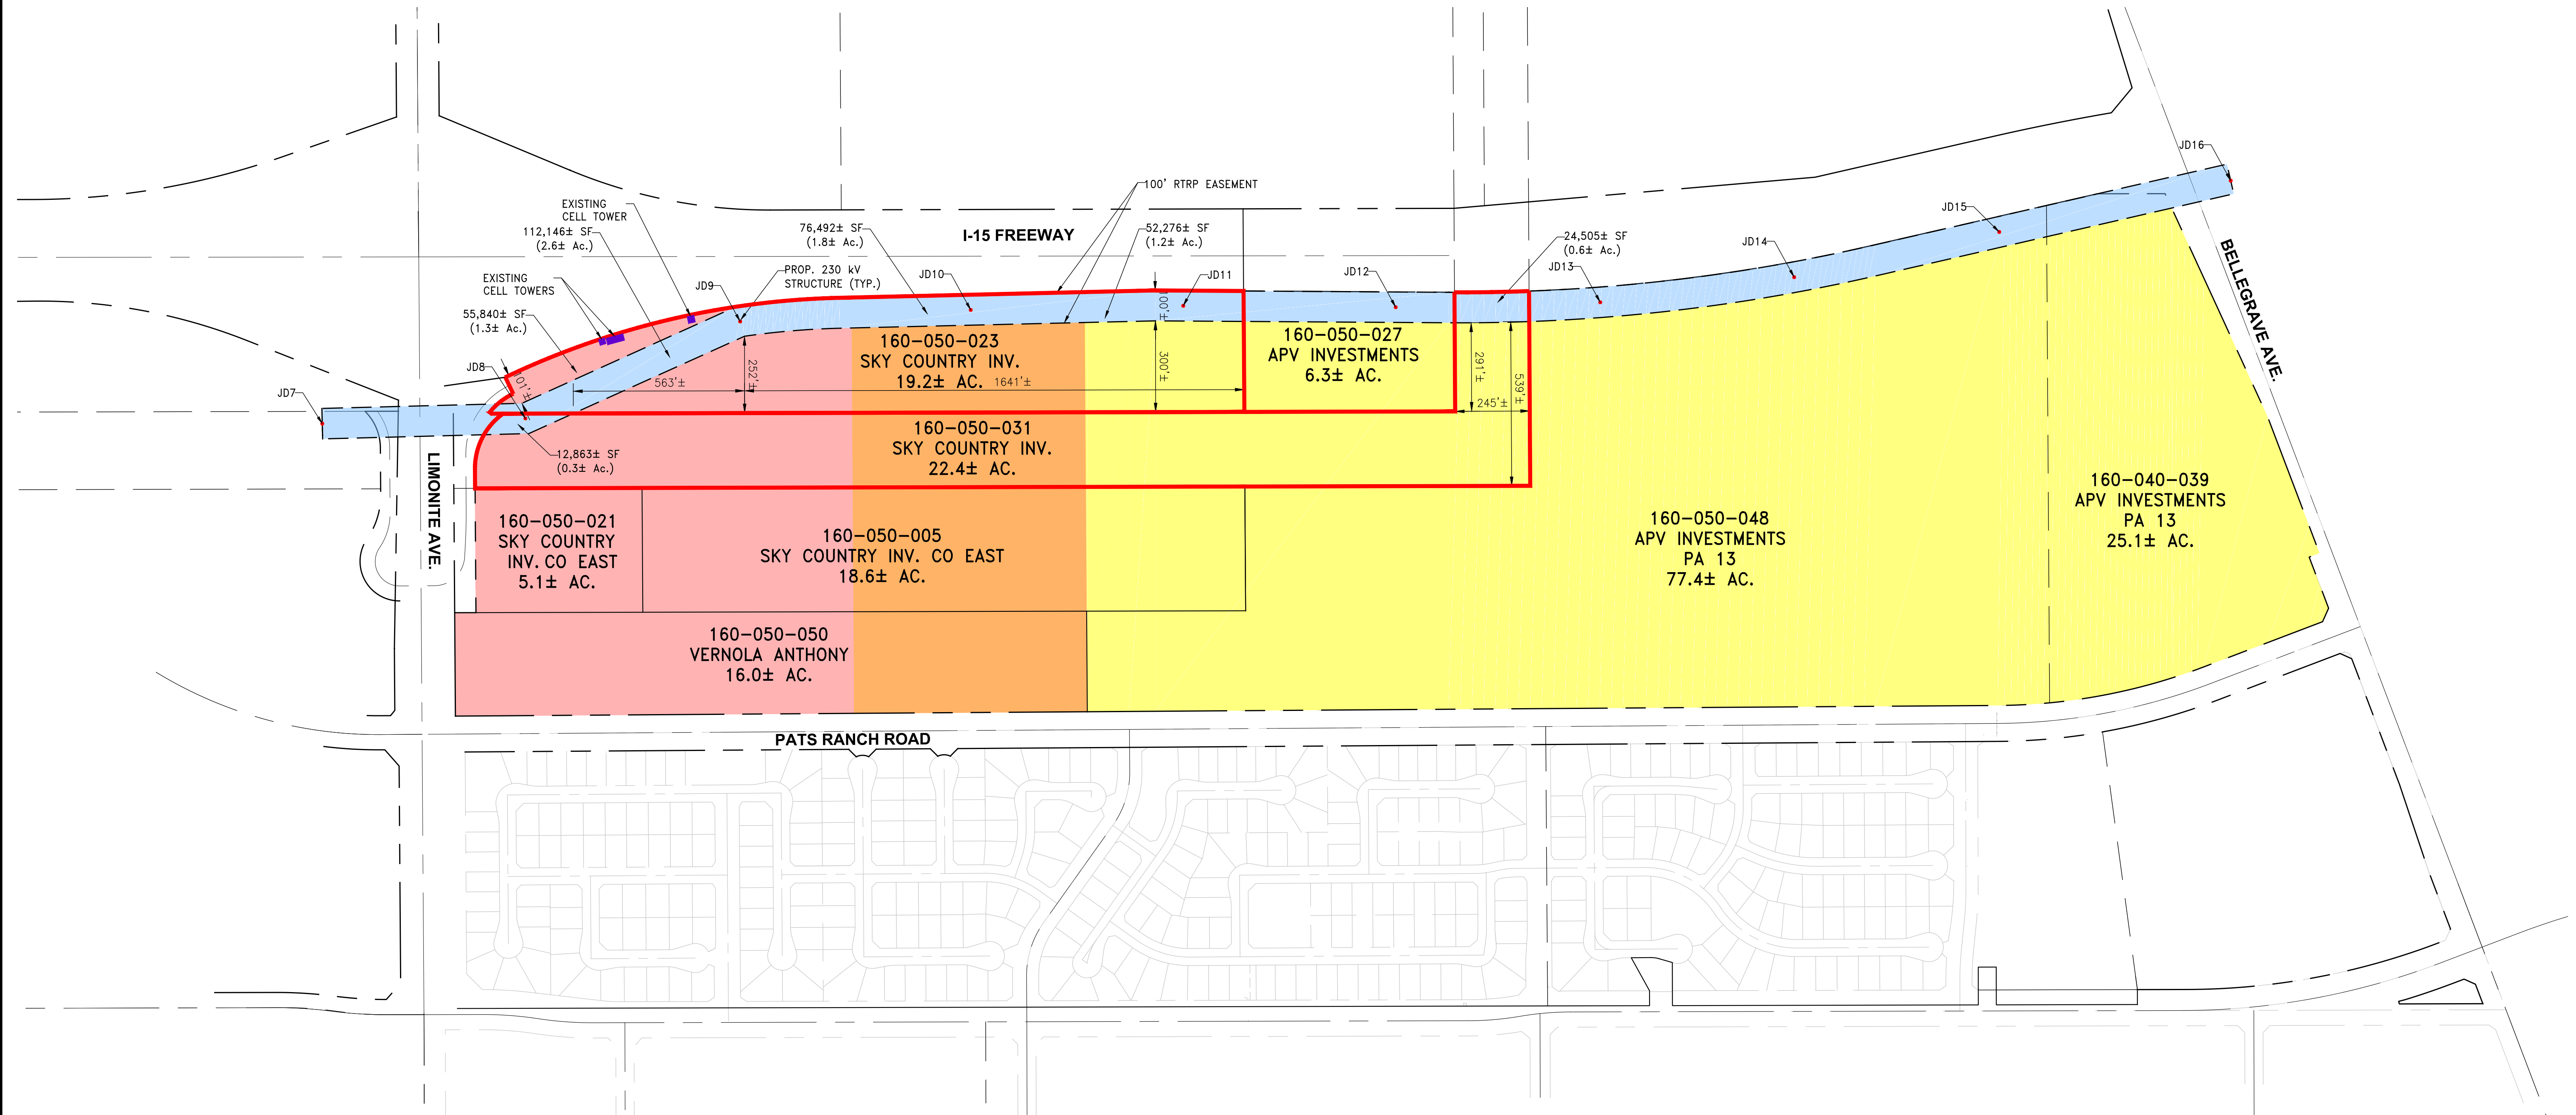 JD16
EXISTING
CELL TOWER
100' RTRP EASEMENT
112,146± SF
(2.6± Ac.)
76,492± SF
(1.8± Ac.)
I-15 FREEWAY
52,276± SF
(1.2± Ac.)
24,505± SF
(0.6± Ac.)
JD15
JD14
BELLEGRAVE AVE.
EXISTING
CELL TOWERS
JD9
PROP. 230 kV
STRUCTURE (TYP.)
JD10
JD11
JD12
JD13
55,840± SF
(1.3± Ac.)
100'±
JD8
101'±
JD7
563'±
252'±
160-050-023
SKY COUNTRY INV.
19.2± AC.
1641'±
300'±
160-050-027
APV INVESTMENTS
6.3± AC.
291'±
539'±
245'±
12,863± SF
(0.3± Ac.)
160-050-031
SKY COUNTRY INV.
22.4± AC.
LIMONITE AVE.
160-050-021
SKY COUNTRY
INV. CO EAST
5.1± AC.
160-050-005
SKY COUNTRY INV. CO EAST
18.6± AC.
160-050-048
APV INVESTMENTS
PA 13
77.4± AC.
160-040-039
APV INVESTMENTS
PA 13
25.1± AC.
160-050-050
VERNOLA ANTHONY
16.0± AC.
PATS RANCH ROAD